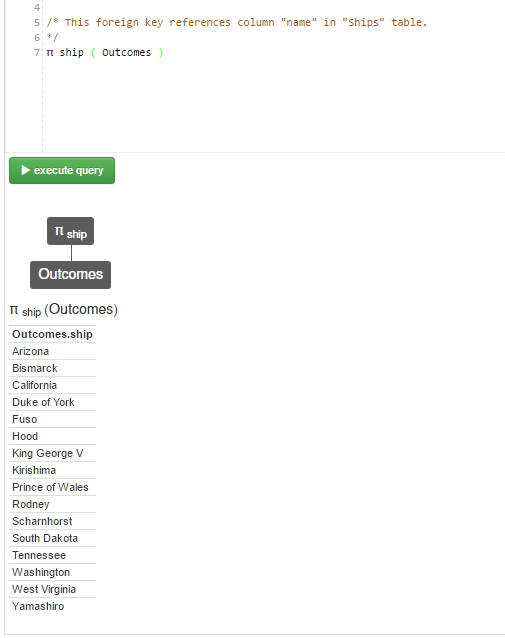 4
5 /* This foreign key references column "name" in "Ships" table.
6 */
7 π ship ( Outcomes )
execute query
π ship
Outcomes
π ship (Outcomes)
Outcomes.ship
Arizona
Bismarck
California
Duke of York
Fuso
Hood
King George V
Kirishima
Prince of Wales
Rodney
Scharnhorst
South Dakota
Tennessee
Washington
West Virginia
Yamashiro